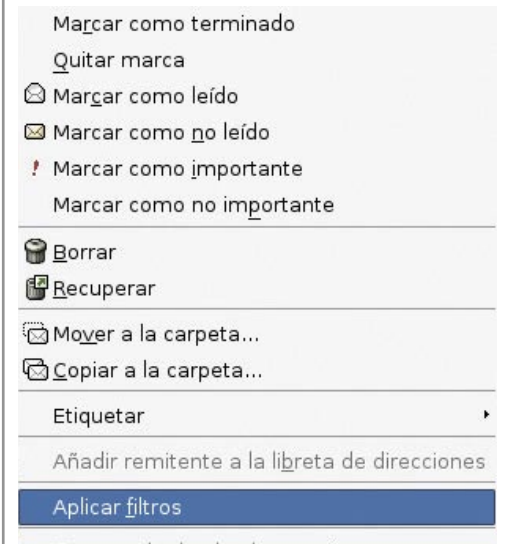 Marcar como terminado
Quitar marca
Marcar como leído
Marcar como no leído
Marcar como importante
Marcar como no importante
Borrar
Recuperar
Mover a la carpeta...
Copiar a la carpeta...
Etiquetar
Añadir remitente a la libreta de direcciones
Aplicar filtros